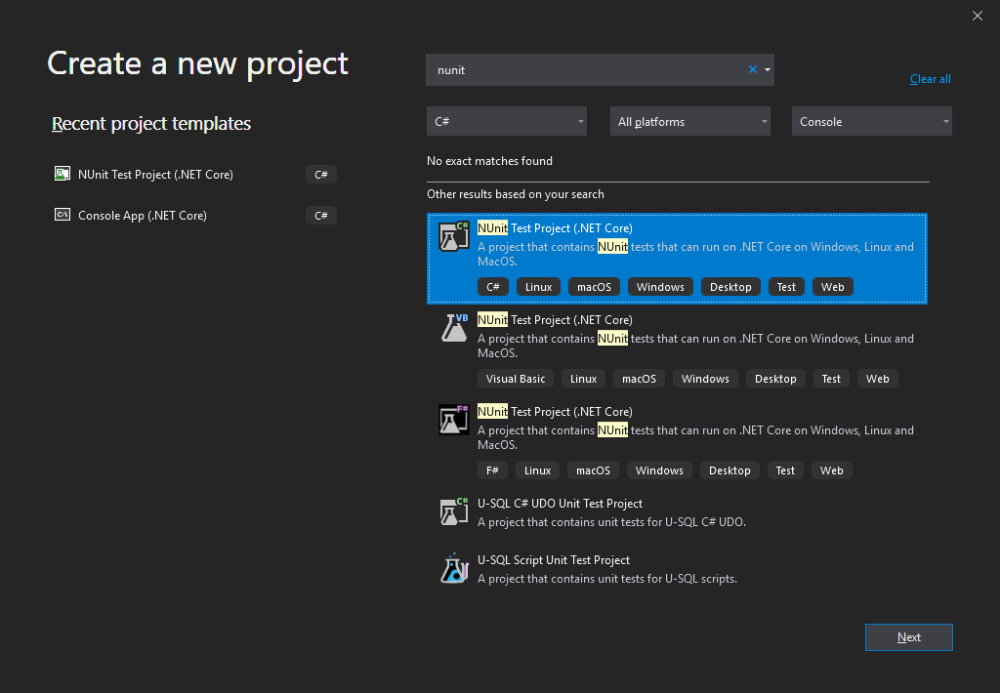 Create a new project
nunit
Clear all
Recent project templates
C#
All platforms
Console
No exact matches found
NUnit Test Project (.NET Core)
C#
Console App (.NET Core)
C#
Other results based on your search
C#
NUnit Test Project (.NET Core)
A project that contains NUnit tests that can run on .NET Core on Windows, Linux and
MacOS.
C# Linux macOS Windows Desktop Test Web
VB
NUnit Test Project (.NET Core)
A project that contains NUnit tests that can run on .NET Core on Windows, Linux and
MacOS.
Visual Basic Linux macOS Windows Desktop Test Web
F#
NUnit Test Project (.NET Core)
A project that contains NUnit tests that can run on .NET Core on Windows, Linux and
MacOS.
F# Linux macOS Windows Desktop Test Web
C#
U-SQL C# UDO Unit Test Project
A project that contains unit tests for U-SQL C# UDO.
U-SQL Script Unit Test Project
A project that contains unit tests for U-SQL scripts.
Next